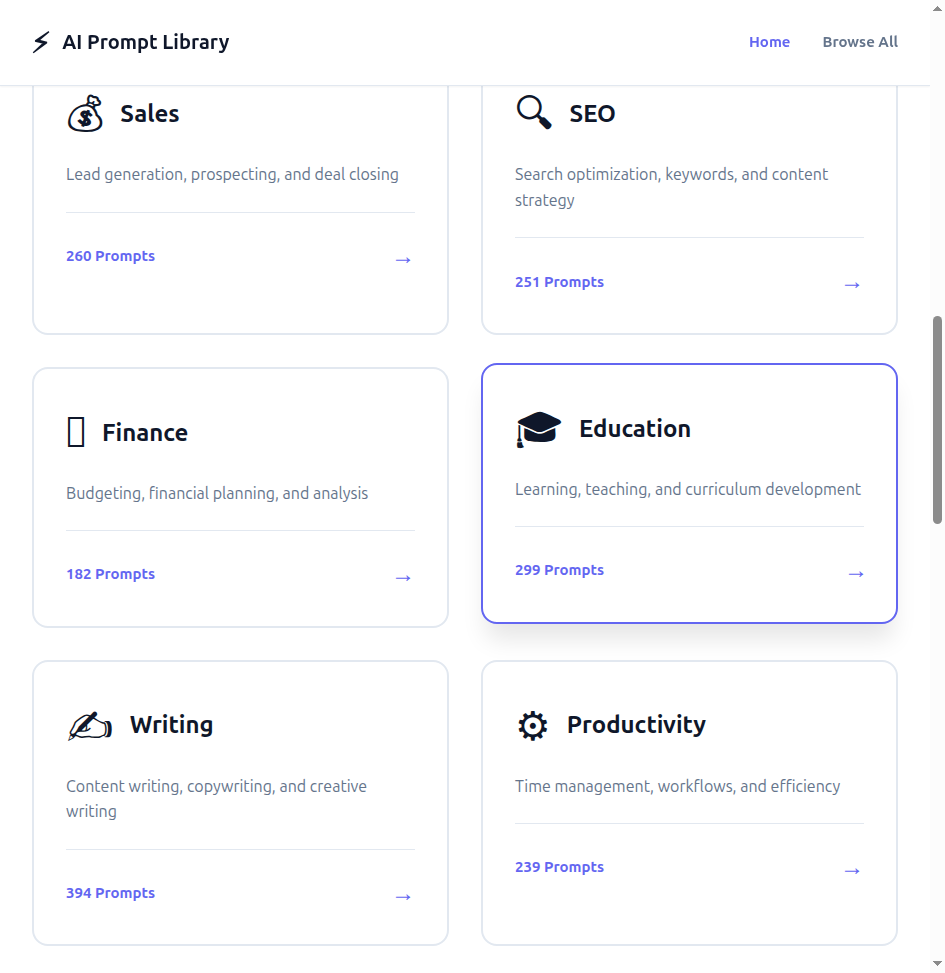 AI Prompt Library
Home
Browse All
Sales
Lead generation, prospecting, and deal closing
260 Prompts
→
SEO
Search optimization, keywords, and content
strategy
251 Prompts
→
Finance
Budgeting, financial planning, and analysis
182 Prompts
→
Education
Learning, teaching, and curriculum development
299 Prompts
→
Writing
Content writing, copywriting, and creative
writing
394 Prompts
→
Productivity
Time management, workflows, and efficiency
239 Prompts
→